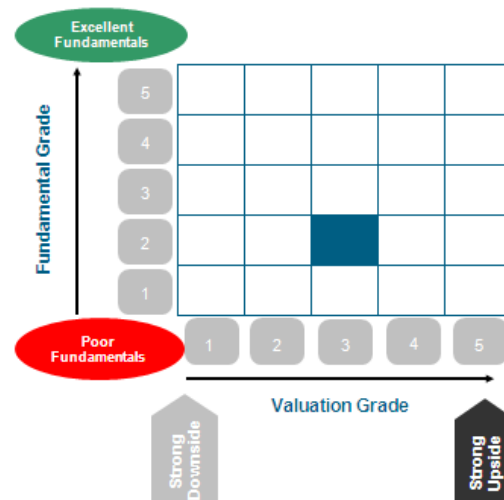 Excellent
Fundamentals
Fundamental Grade
5
4
3
2
1
Poor
Fundamentals
1
2
3
4
5
Valuation Grade
Strong
Downside
Strong
Upside